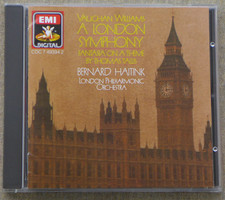 EMI
DIGITAL
VAUGHAN WILLIAMS
A LONDON
SYMPHONY
FANTASIA ON A THEME
BY THOMAS TALLIS
BERNARD HAITINK
LONDON PHILHARMONIC
ORCHESTRA